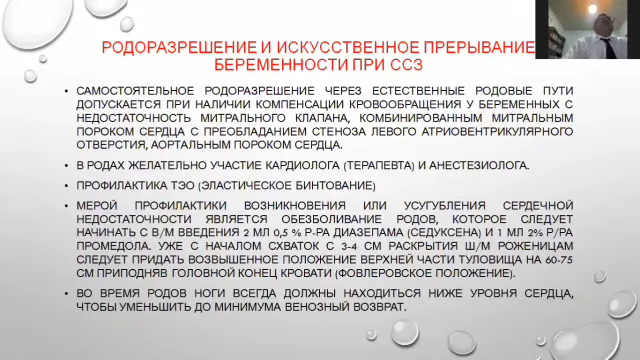 РОДОРАЗРЕШЕНИЕ И ИСКУССТВЕННОЕ ПРЕРЫВАНИЕ
БЕРЕМЕННОСТИ ПРИ ССЗ
• САМОСТОЯТЕЛЬНОЕ РОДОРАЗРЕШЕНИЕ ЧЕРЕЗ ЕСТЕСТВЕННЫЕ РОДОВЫЕ ПУТИ
ДОПУСКАЕТСЯ ПРИ НАЛИЧИИ КОМПЕНСАЦИИ КРОВООБРАЩЕНИЯ У БЕРЕМЕННЫХ С
НЕДОСТАТОЧНОСТЬ МИТРАЛЬНОГО КЛАПАНА, КОМБИНИРОВАННЫМ МИТРАЛЬНЫМ
ПОРОКОМ СЕРДЦА С ПРЕОБЛАДАНИЕМ СТЕНОЗА ЛЕВОГО АТРИОВЕНТРИКУЛЯРНОГО
ОТВЕРСТИЯ, АОРТАЛЬНЫМ ПОРОКОМ СЕРДЦА.
• В РОДАХ ЖЕЛАТЕЛЬНО УЧАСТИЕ КАРДИОЛОГА (ТЕРАПЕВТА) И АНЕСТЕЗИОЛОГА.
• ПРОФИЛАКТИКА ТЭО (ЭЛАСТИЧЕСКОЕ БИНТОВАНИЕ)
• МЕРОЙ ПРОФИЛАКТИКИ ВОЗНИКНОВЕНИЯ ИЛИ УСУГУБЛЕНИЯ СЕРДЕЧНОЙ
НЕДОСТАТОЧНОСТИ ЯВЛЯЕТСЯ ОБЕЗБОЛИВАНИЕ РОДОВ, КОТОРОЕ СЛЕДУЕТ
НАЧИНАТЬ С В/М ВВЕДЕНИЯ 2 МЛ 0,5 % Р-РА ДИАЗЕПАМА (СЕДУКСЕНА) И 1 МЛ 2% Р/РА
ПРОМЕДОЛА. УЖЕ С НАЧАЛОМ СХВАТОК С 3-4 СМ РАСКРЫТИЯ Ш/М РОЖЕНИЦАМ
СЛЕДУЕТ ПРИДАТЬ ВОЗВЫШЕННОЕ ПОЛОЖЕНИЕ ВЕРХНЕЙ ЧАСТИ ТУЛОВИЩА НА 60-75
СМ ПРИПОДНЯВ ГОЛОВНОЙ КОНЕЦ КРОВАТИ (ФОВЛЕРОВСКОЕ ПОЛОЖЕНИЕ).
• ВО ВРЕМЯ РОДОВ НОГИ ВСЕГДА ДОЛЖНЫ НАХОДИТЬСЯ НИЖЕ УРОВНЯ СЕРДЦА,
ЧТОБЫ УМЕНЬШИТЬ ДО МИНИМУМА ВЕНОЗНЫЙ ВОЗВРАТ.